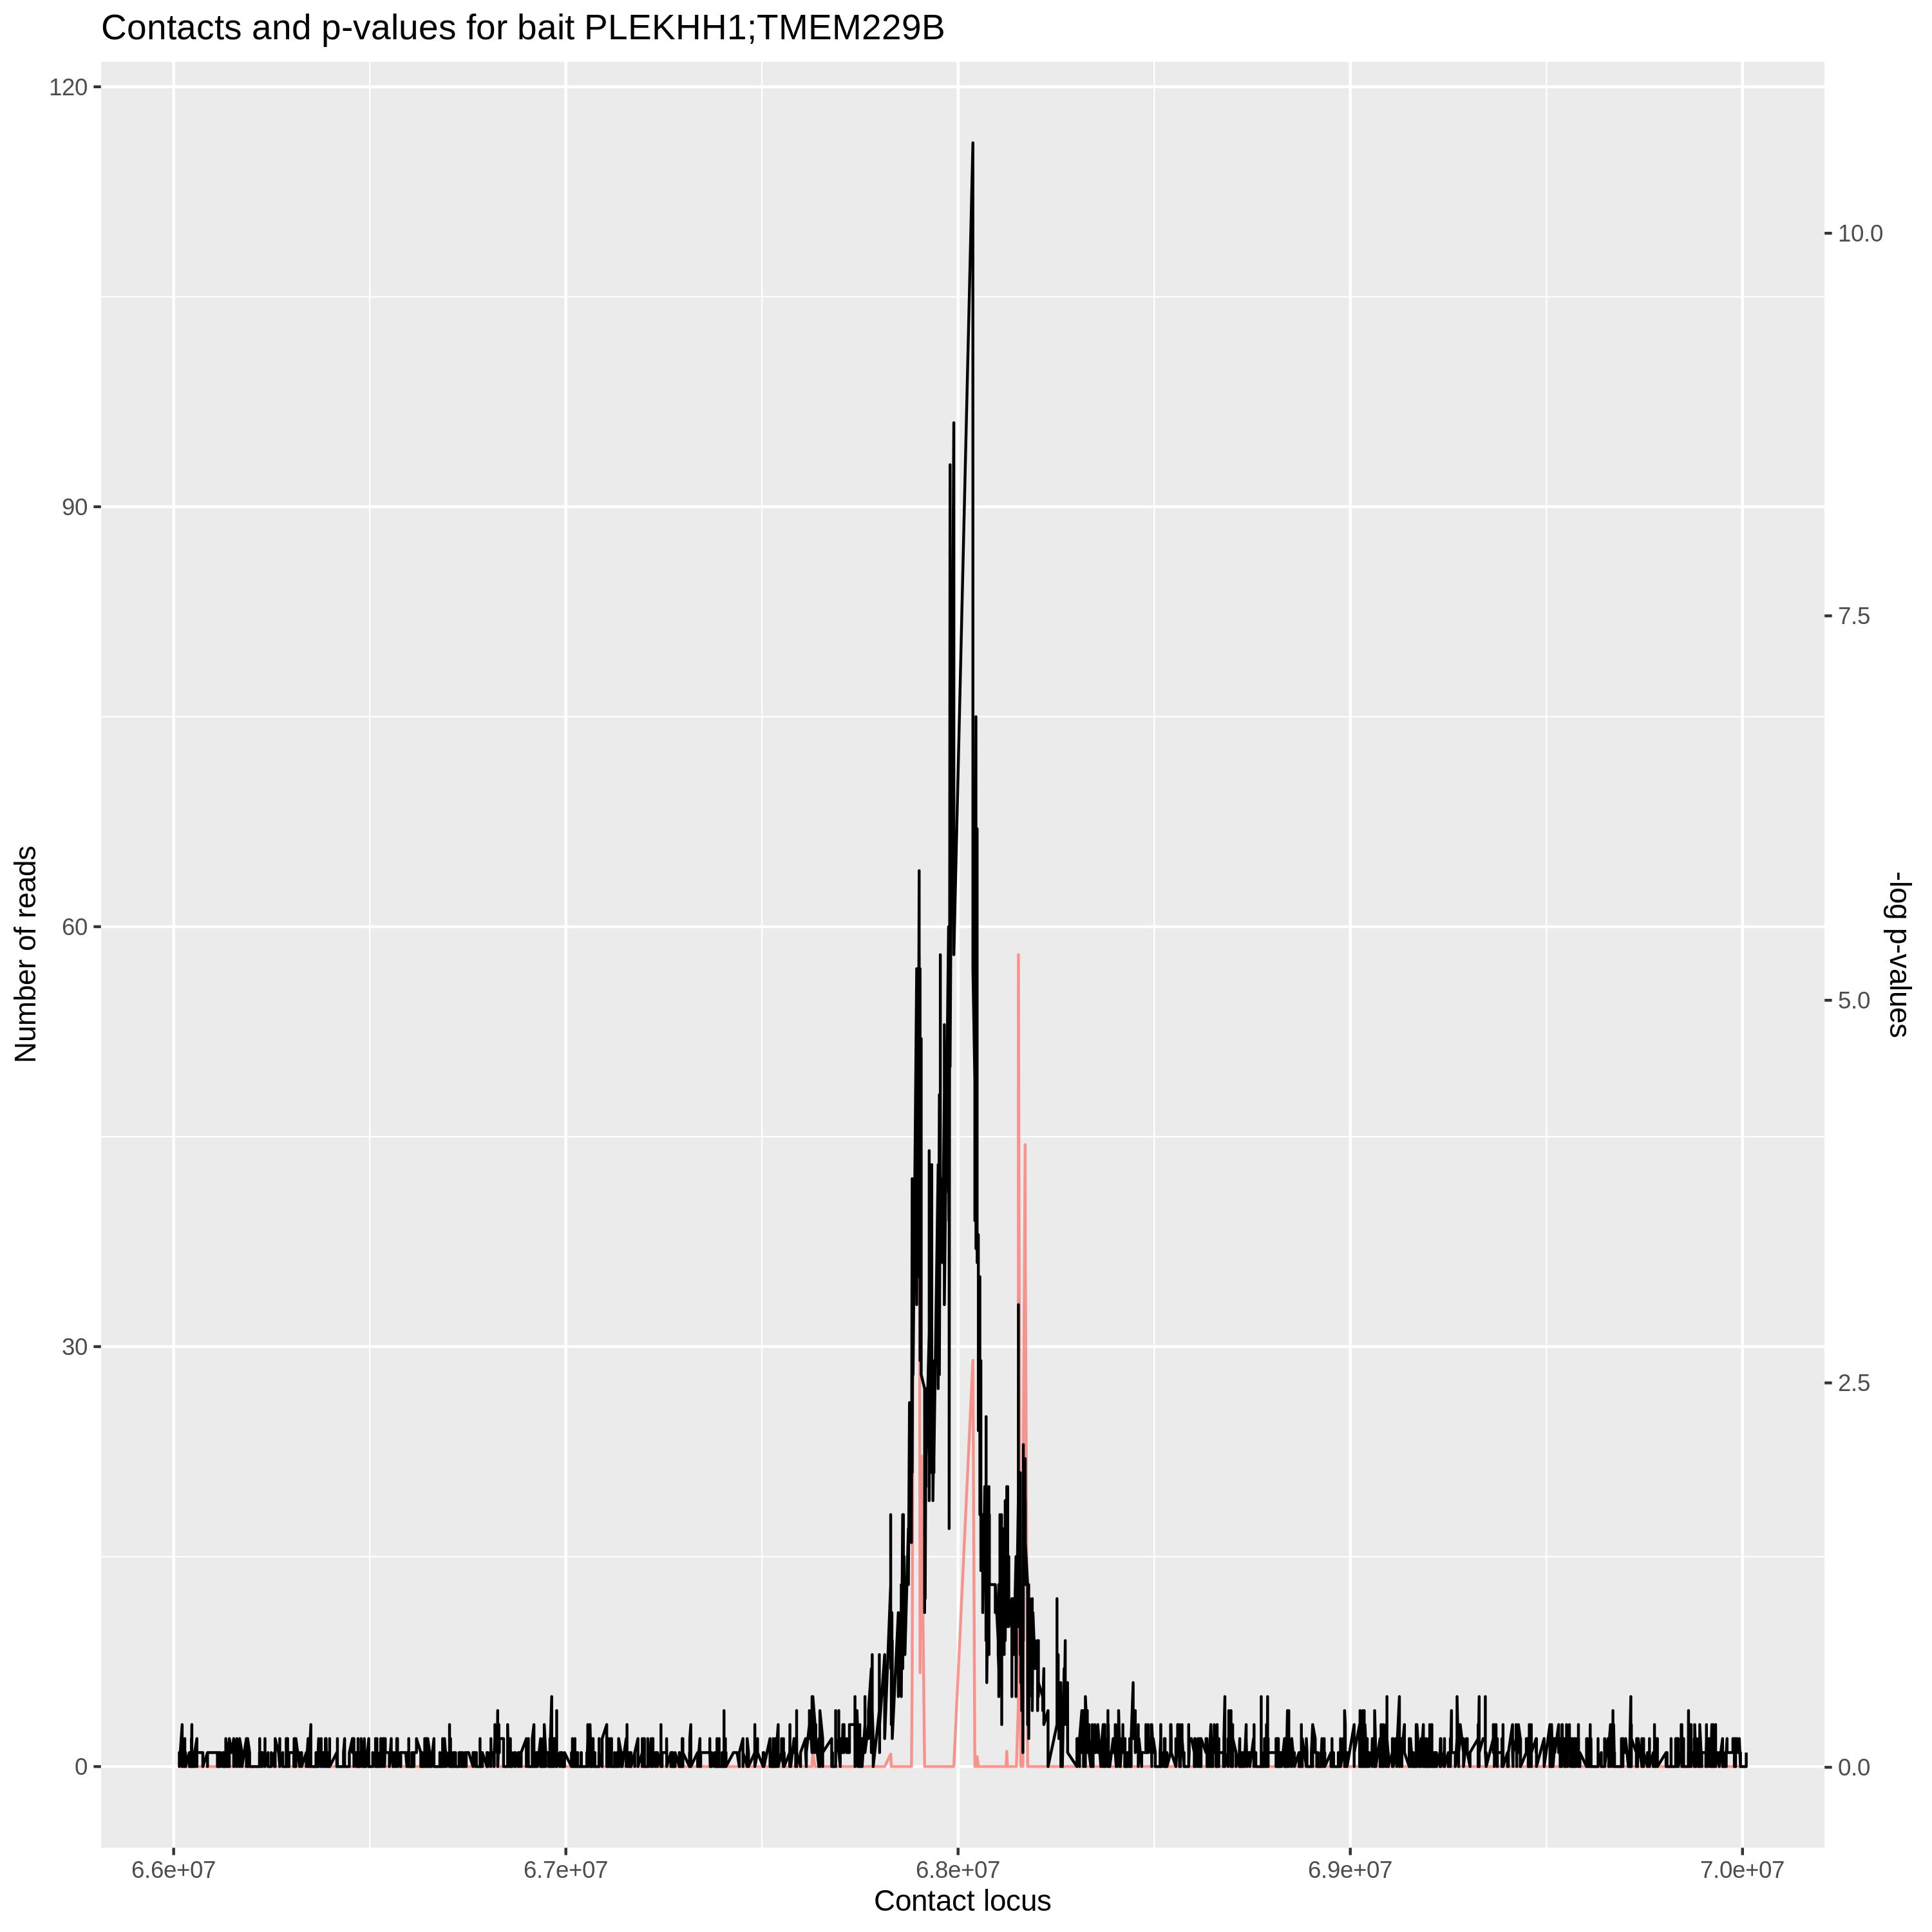 Contacts and p-values for bait PLEKHH1;TMEM229B
120
90
60
30
0
Number of reads
10.0
7.5
5.0
2.5
0.0
-log p-values
6.6e+07
6.7e+07
6.8e+07
6.9e+07
7.0e+07
Contact locus